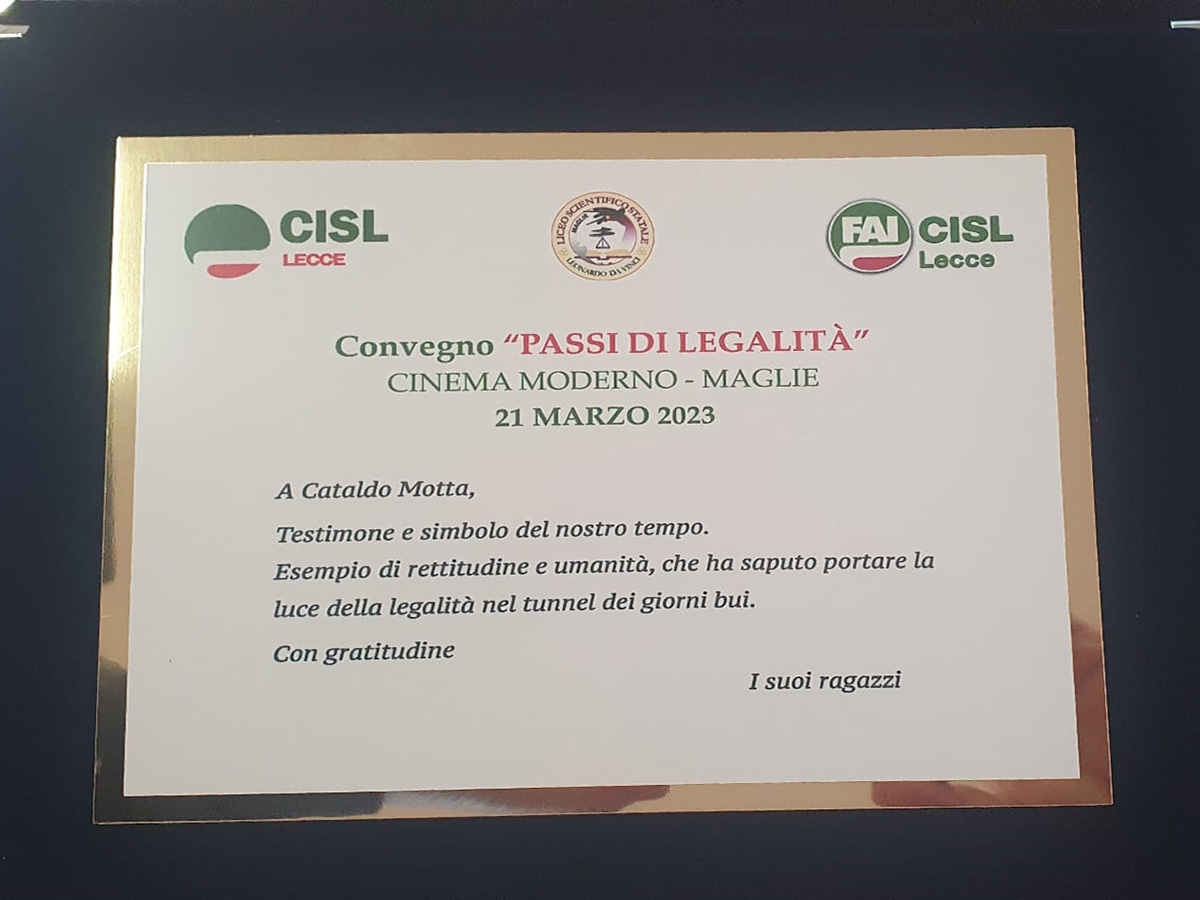 CISL
LECCE
LICEO SCIENTIFICO STATALE
MAGLIE
LEONARDO DA VINCI
FAI CISL
Lecce
Convegno “PASSI DI LEGALITÀ”
CINEMA MODERNO - MAGLIE
21 MARZO 2023
A Cataldo Motta,
Testimone e simbolo del nostro tempo.
Esempio di rettitudine e umanità, che ha saputo portare la
luce della legalità nel tunnel dei giorni bui.
Con gratitudine
I suoi ragazzi